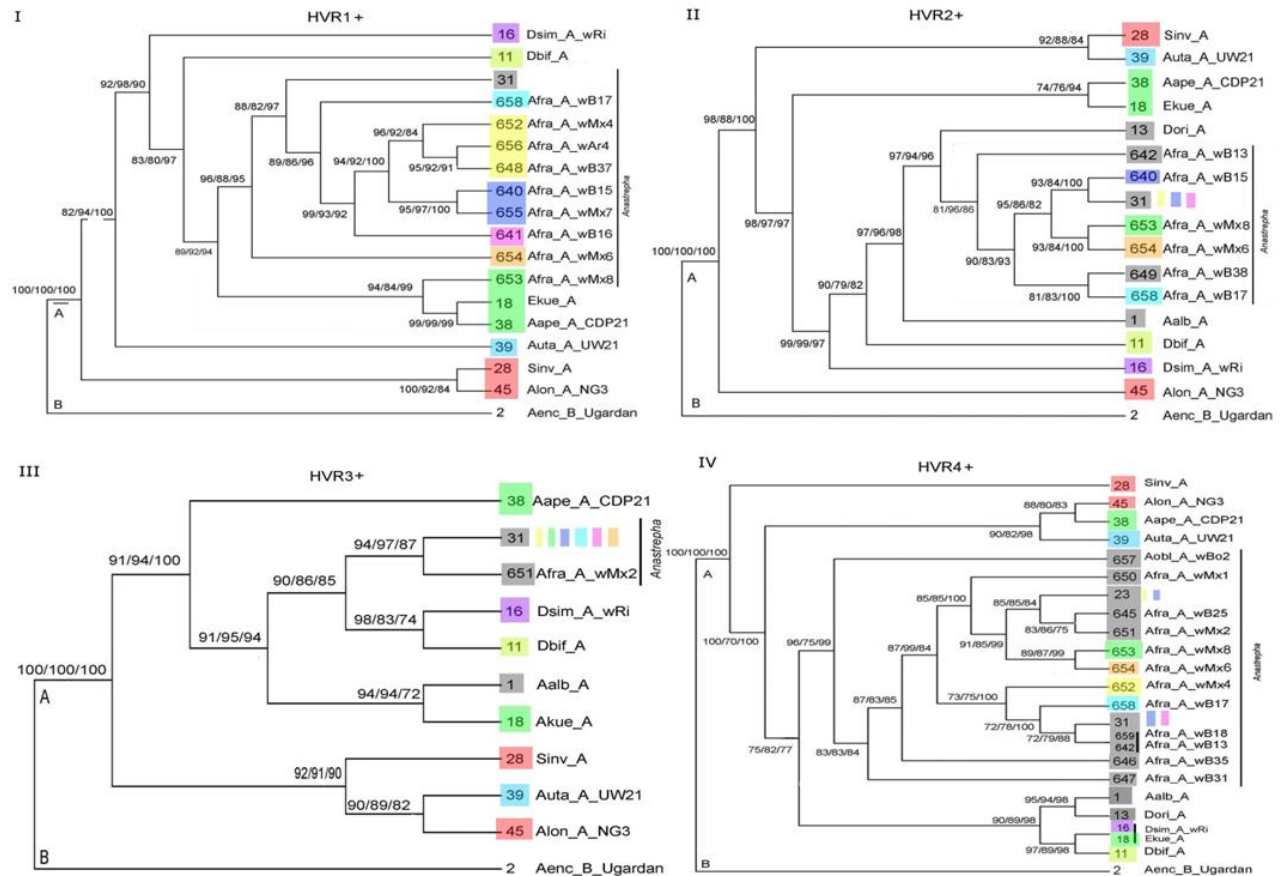 I
HVR1+
16 Dsim_A_wRi
11 Dbif_A
31
658 Afra_A_wB17
652 Afra_A_wMx4
656 Afra_A_wAr4
648 Afra_A_wB37
640 Afra_A_wB15
655 Afra_A_wMx7
641 Afra_A_wB16
654 Afra_A_wMx6
653 Afra_A_wMx8
18 Ekue_A
38 Aape_A_CDP21
39 Auta_A_UW21
28 Sinv_A
45 Alon_A_NG3
2 Aenc_B_Ugardan
Anastrepha
92/98/90
88/82/97
96/92/84
95/92/91
94/92/100
89/86/96
83/80/97
96/88/95
95/97/100
99/93/92
82/94/100
89/92/94
94/84/99
99/99/99
100/100/100
A
100/92/84
B
II
HVR2+
28 Sinv_A
39 Auta_A_UW21
38 Aape_A_CDP21
18 Ekue_A
13 Dori_A
642 Afra_A_wB13
640 Afra_A_wB15
31
653 Afra_A_wMx8
654 Afra_A_wMx6
649 Afra_A_wB38
658 Afra_A_wB17
1 Aalb_A
11 Dbif_A
16 Dsim_A_wRi
45 Alon_A_NG3
2 Aenc_B_Ugardan
Anastrepha
92/88/84
74/76/94
98/88/100
97/94/96
93/84/100
95/86/82
81/96/86
98/97/97
97/96/98
93/84/100
90/83/93
100/100/100
A
90/79/82
81/83/100
99/99/97
B
III
HVR3+
38 Aape_A_CDP21
31
651 Afra_A_wMx2
16 Dsim_A_wRi
11 Dbif_A
1 Aalb_A
18 Akue_A
28 Sinv_A
39 Auta_A_UW21
45 Alon_A_NG3
2 Aenc_B_Ugardan
Anastrepha
91/94/100
94/97/87
90/86/85
98/83/74
91/95/94
94/94/72
100/100/100
A
92/91/90
90/89/82
B
IV
HVR4+
28 Sinv_A
45 Alon_A_NG3
38 Aape_A_CDP21
39 Auta_A_UW21
657 Aobl_A_wBo2
650 Afra_A_wMx1
23
645 Afra_A_wB25
651 Afra_A_wMx2
653 Afra_A_wMx8
654 Afra_A_wMx6
652 Afra_A_wMx4
658 Afra_A_wB17
31
659 Afra_A_wB18
642 Afra_A_wB13
646 Afra_A_wB35
647 Afra_A_wB31
1 Aalb_A
13 Dori_A
16 Dsim_A_wRi
18 Ekue_A
11 Dbif_A
2 Aenc_B_Ugardan
Anastrepha
88/80/83
90/82/98
100/100/100
A
85/85/100
85/85/84
83/86/75
100/70/100
96/75/99
91/85/99
87/99/84
89/87/99
73/75/100
87/83/85
72/78/100
72/79/88
75/82/77
83/83/84
95/94/98
90/89/98
97/89/98
B